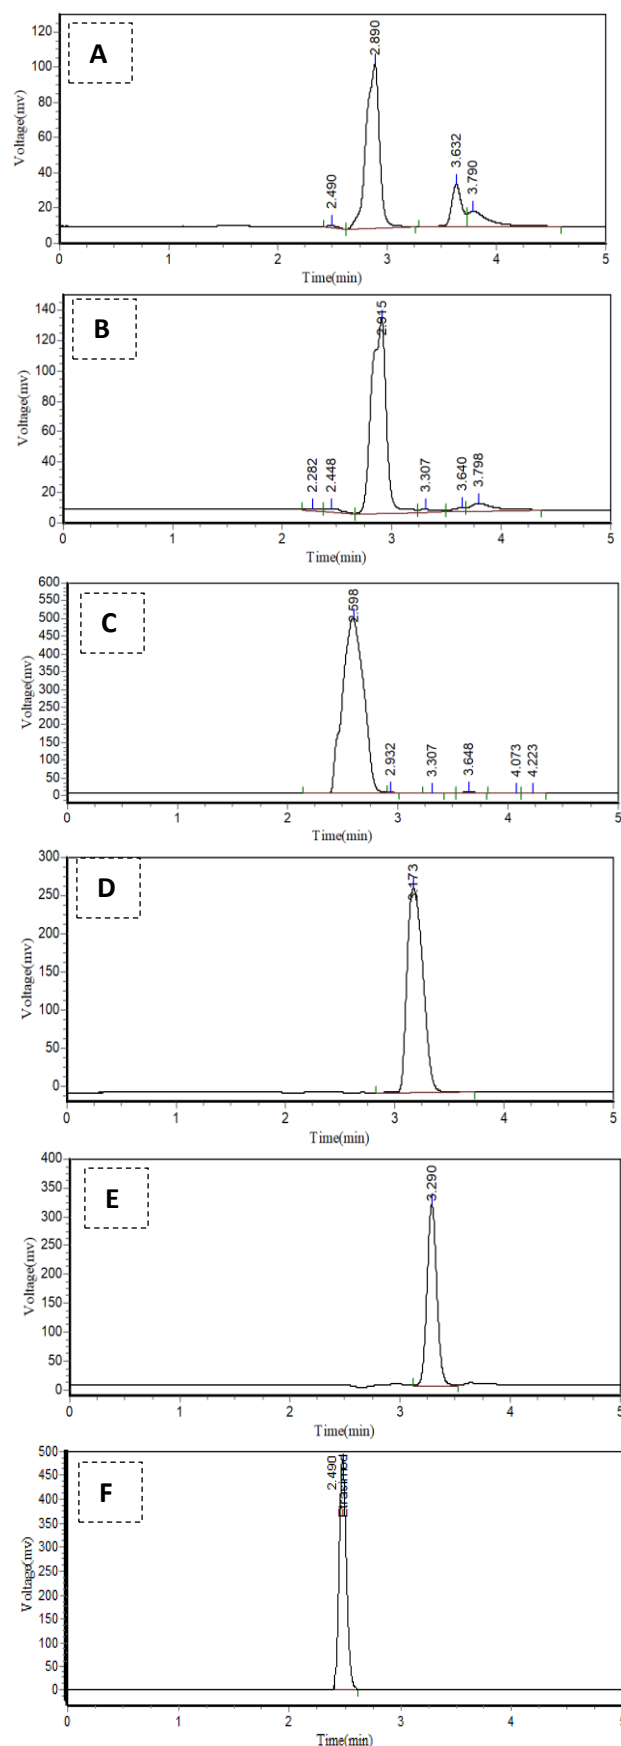 A
120
100
80
60
40
20
0
Voltage(mv)
2.490
2.890
3.632
3.790
0 1 2 3 4 5
Time(min)
B
140
120
100
80
60
40
20
0
Voltage(mv)
2.282
2.448
2.915
3.307
3.640
3.798
0 2 3 4 5
Time(min)
C
600
550
500
450
400
350
300
250
200
150
100
50
0
Voltage(mv)
2.598
2.932
3.307
3.648
4.073
4.223
0 2 3 4 5
Time(min)
D
300
250
200
150
100
50
0
Voltage(mv)
3.173
0 1 2 3 4 5
Time(min)
E
400
350
300
250
200
150
100
50
0
Voltage(mv)
3.290
0 1 2 3 4 5
Time(min)
F
500
450
400
350
300
250
200
150
100
50
0
Voltage(mv)
2.490
Etrasimod
0 2 3 4 5
Time(min)